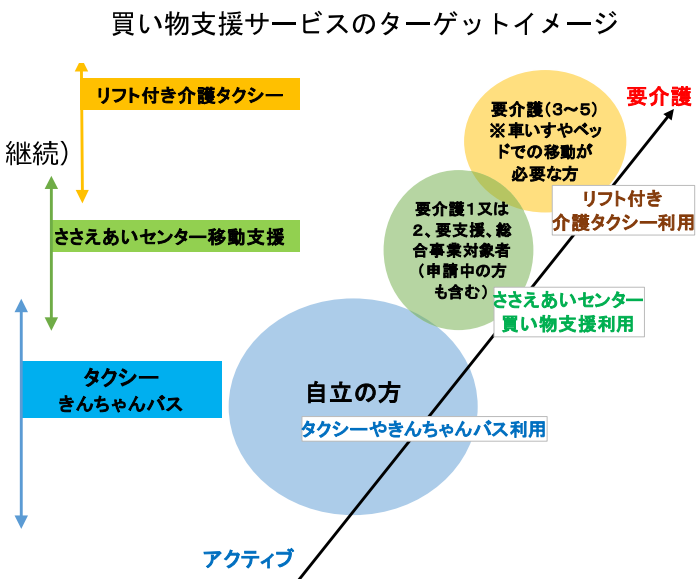 買い物支援サービスのターゲットイメージ
リフト付き介護タクシー
継続）
ささえあいセンター移動支援
タクシー
きんちゃんバス
要介護
要介護（３～５）
※車いすやベッ
ドでの移動が
必要な方
リフト付き
介護タクシー利用
要介護１又は
２、要支援、総
合事業対象者
（申請中の方
も含む）
ささえあいセンター
買い物支援利用
自立の方
タクシーやきんちゃんバス利用
アクティブ